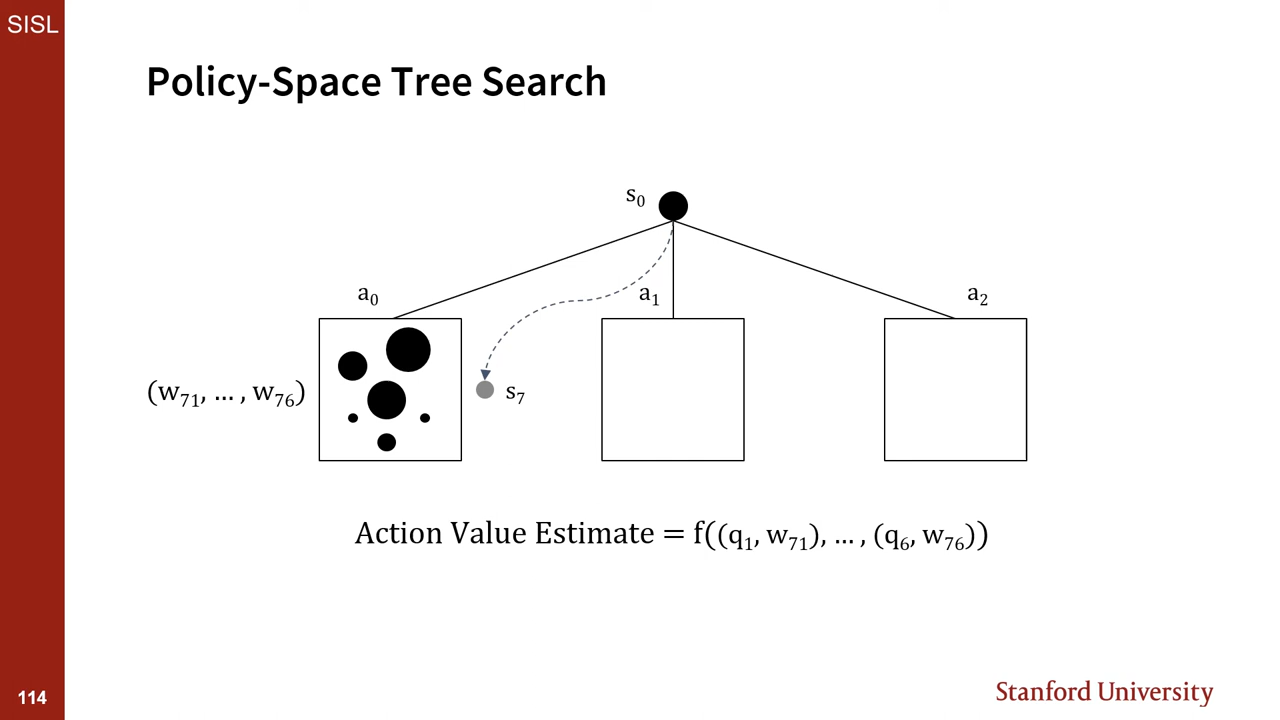 SISL
Policy-Space Tree Search
s₀
a₀
a₁
a₂
(w₇₁, … , w₇₆)
s₇
Action Value Estimate = f((q₁, w₇₁), … , (q₆, w₇₆))
114
Stanford University